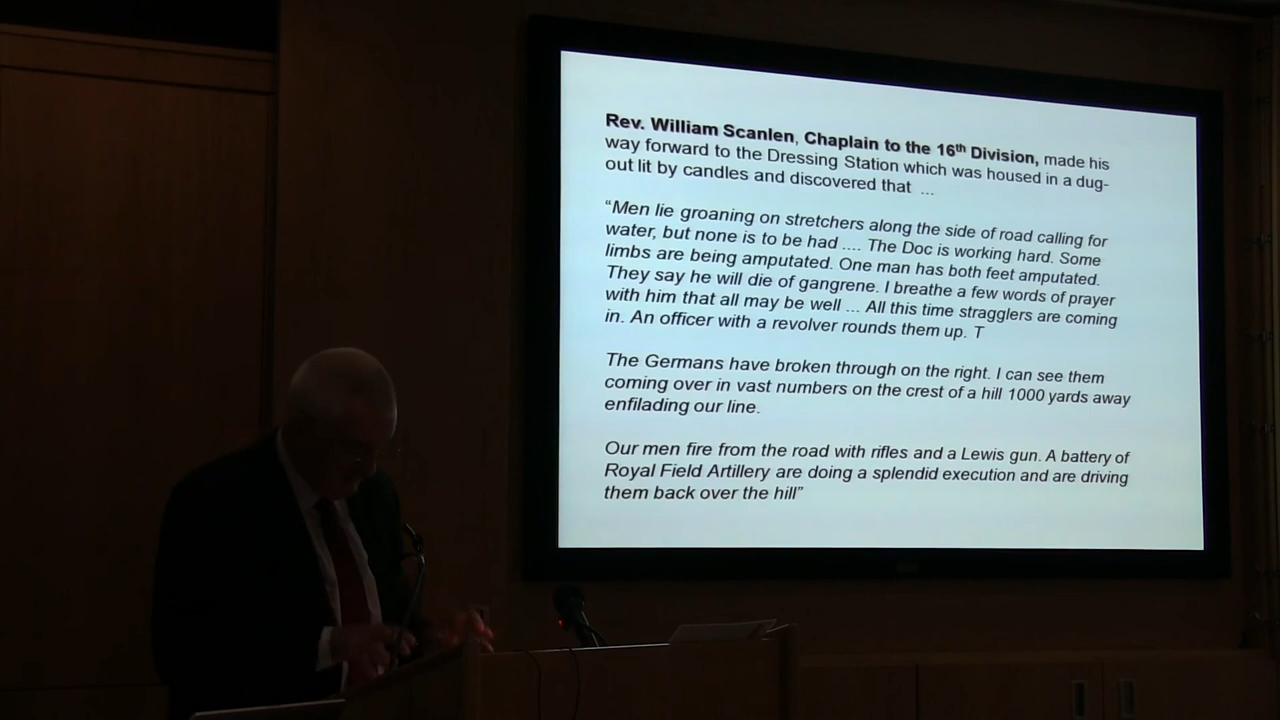 Rev. William Scanlen, Chaplain to the 16th Division, made his
way forward to the Dressing Station which was housed in a dug-
out lit by candles and discovered that ...
“Men lie groaning on stretchers along the side of road calling for
water, but none is to be had .... The Doc is working hard. Some
limbs are being amputated. One man has both feet amputated.
They say he will die of gangrene. I breathe a few words of prayer
with him that all may be well ... All this time stragglers are coming
in. An officer with a revolver rounds them up. T
The Germans have broken through on the right. I can see them
coming over in vast numbers on the crest of a hill 1000 yards away
enfilading our line.
Our men fire from the road with rifles and a Lewis gun. A battery of
Royal Field Artillery are doing a splendid execution and are driving
them back over the hill”